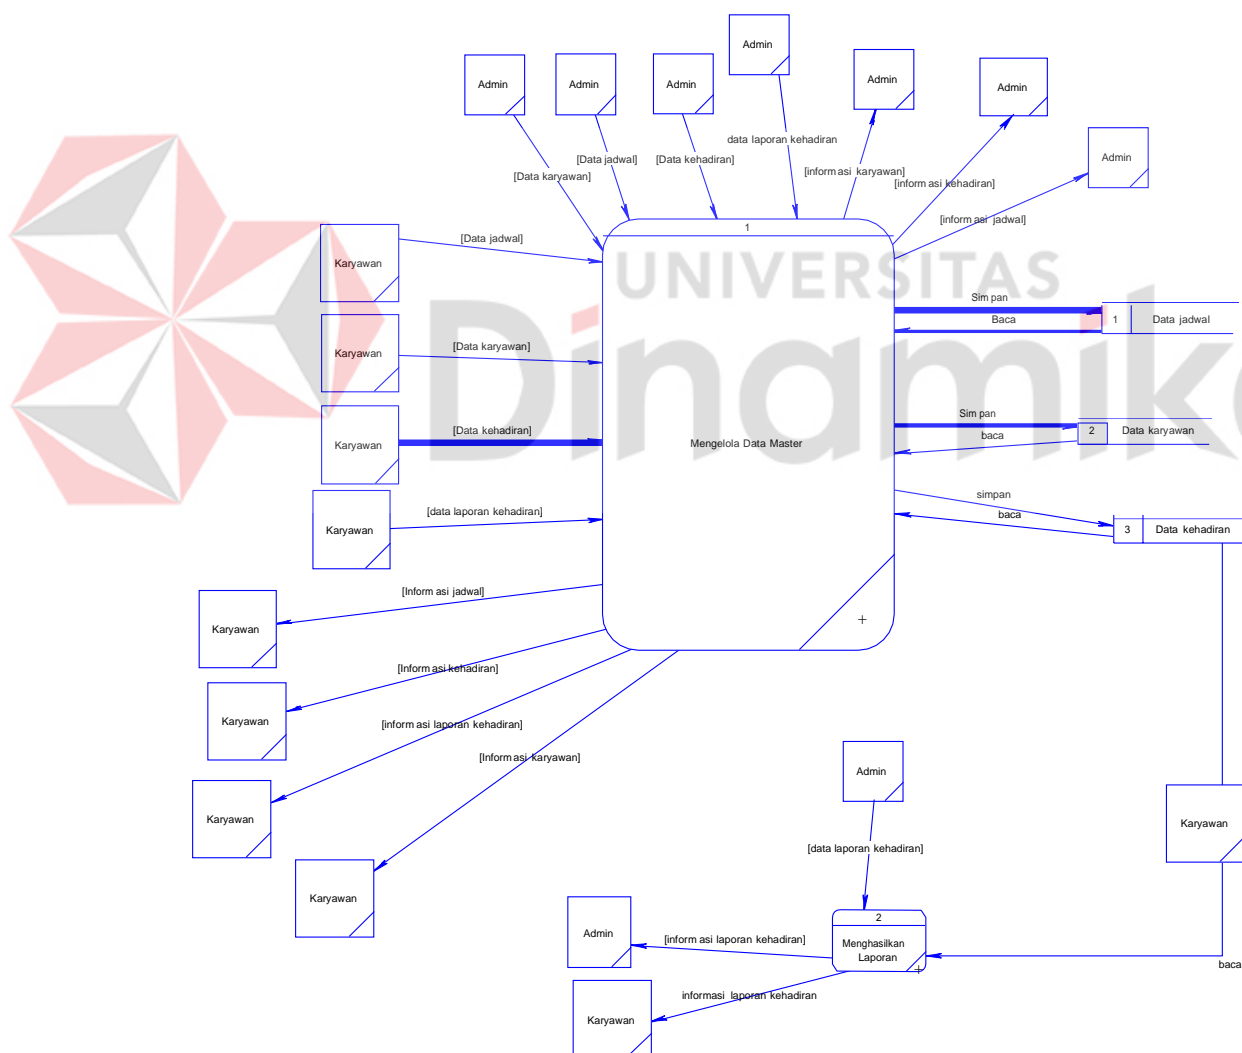 Admin
Admin
Admin
Admin
Admin
Admin
Admin
data laporan kehadiran
[Data jadwal]
[Data kehadiran]
[Data karyawan]
[informasi karyawan]
[informasi kehadiran]
[informasi jadwal]
1
Mengelola Data Master
Karyawan
[Data jadwal]
Karyawan
[Data karyawan]
Karyawan
[Data kehadiran]
Karyawan
[data laporan kehadiran]
UNIVERSITAS
Dinamika
Simpan
Baca
1
Data jadwal
Simpan
baca
2
Data karyawan
simpan
baca
3
Data kehadiran
[Informasi jadwal]
Karyawan
[Informasi kehadiran]
Karyawan
[informasi laporan kehadiran]
Karyawan
[Informasi karyawan]
Karyawan
Admin
Karyawan
[data laporan kehadiran]
2
Menghasilkan
Laporan
Admin
[informasi laporan kehadiran]
baca
informasi laporan kehadiran
Karyawan